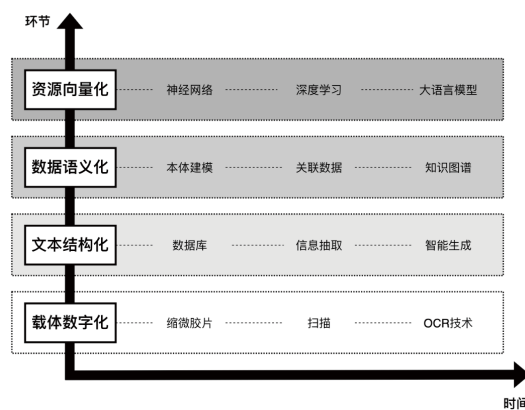 环节
资源向量化 神经网络 深度学习 大语言模型
数据语义化 本体建模 关联数据 知识图谱
文本结构化 数据库 信息抽取 智能生成
载体数字化 缩微胶片 扫描 OCR技术
时间